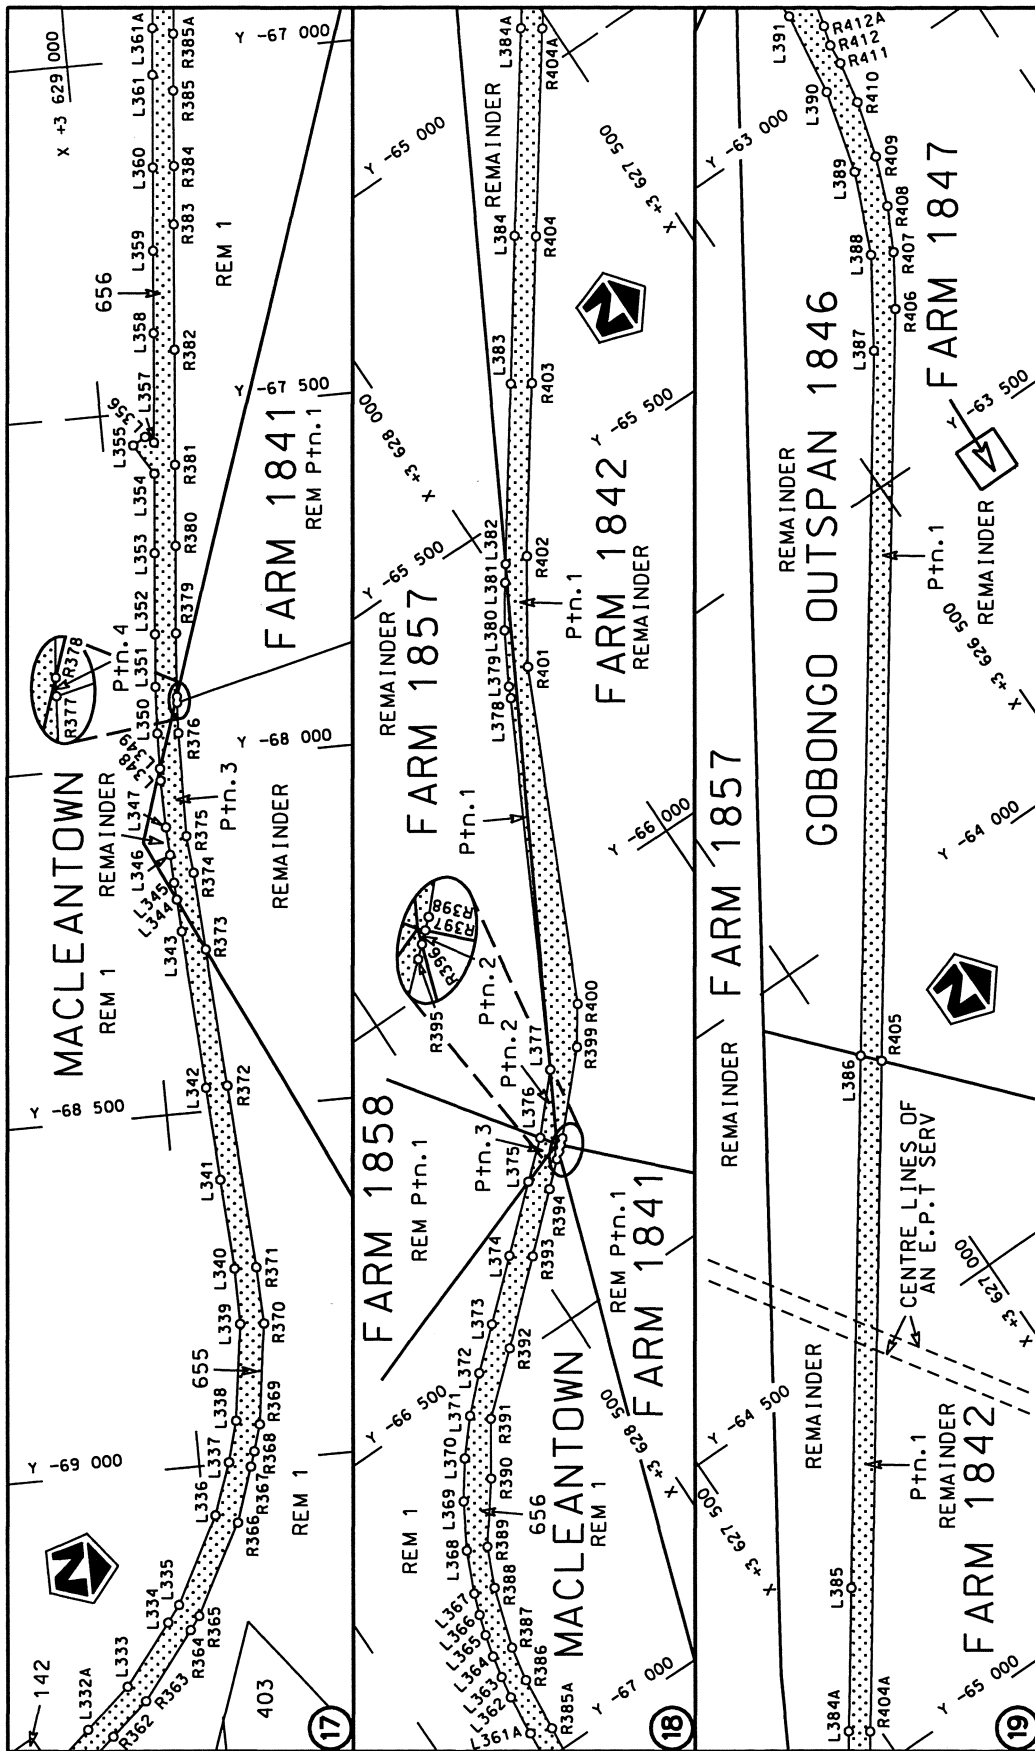 142
L332A
L333
L334
L335
L336
L337
L338
655
L339
L340
L341
L342
L343
L344
L345
L346
L347
L348
L349
L350
L351
L352
L353
L354
L355
L356
L357
L358
656
L359
L360
L361
L361A
R362
R363
R364
R365
R366
R367
R368
R369
R370
R371
R372
R373
R374
R375
R376
R377
R378
R379
R380
R381
R382
R383
R384
R385
R385A
MACLEANTOWN
REM 1
REMAINDER
Ptn.4
Ptn.3
REMAINDER
FARM 1841
REM Ptn.1
REM 1
REM 1
403
Y -69 000
Y -68 500
Y -68 000
Y -67 500
Y -67 000
X +3 629 000
N
17
L361A
L362
L363
L364
L365
L366
L367
L368
L369
L370
L371
L372
L373
L374
L375
L376
L377
L378
L379
L380
L381
L382
L383
L384
L384A
R385A
R386
R387
R388
R389
R390
R391
R392
R393
R394
R395
R396
R397
R398
R399
R400
R401
R402
R403
R404
R404A
FARM 1858
REM Ptn.1
Ptn.3
Ptn.2
Ptn.2
Ptn.1
FARM 1857
REMAINDER
REMAINDER
Ptn.1
FARM 1842
REMAINDER
REM Ptn.1
FARM 1841
MACLEANTOWN
REM 1
REM 1
656
Y -67 000
Y -66 500
Y -66 000
Y -65 500
Y -65 500
Y -65 000
X +3 628 500
X +3 628 000
X +3 627 500
N
18
L384A
L385
L386
L387
L388
L389
L390
L391
R404A
R405
R406
R407
R408
R409
R410
R411
R412
R412A
FARM 1857
REMAINDER
REMAINDER
GOBONGO OUTSPAN 1846
REMAINDER
Ptn.1
REMAINDER
FARM 1847
CENTRE LINES OF
AN E.P.T SERV
Ptn.1
REMAINDER
FARM 1842
X +3 627 500
X +3 627 000
X +3 626 500
Y -65 000
Y -64 500
Y -64 000
Y -63 500
Y -63 000
N
19